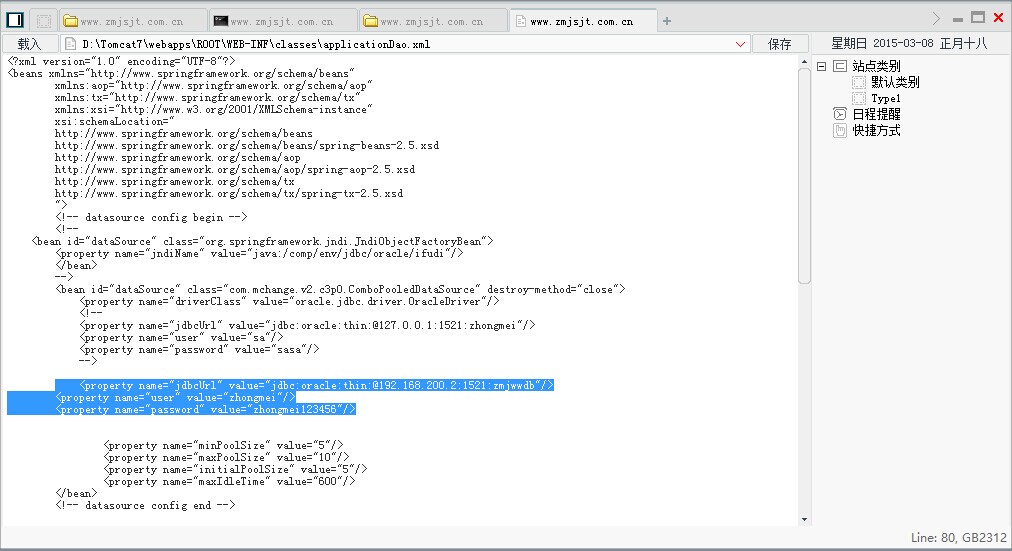 www.zmjsjt.com.cn
www.zmjsjt.com.cn
www.zmjsjt.com.cn
www.zmjsjt.com.cn
载入
D:\Tomcat7\webapps\ROOT\WEB-INF\classes\applicationDao.xml
保存
星期日 2015-03-08 正月十八
<?xml version="1.0" encoding="UTF-8"?>
<beans xmlns="http://www.springframework.org/schema/beans"
xmlns:aop="http://www.springframework.org/schema/aop"
xmlns:tx="http://www.springframework.org/schema/tx"
xmlns:xsi="http://www.w3.org/2001/XMLSchema-instance"
xsi:schemaLocation="
http://www.springframework.org/schema/beans
http://www.springframework.org/schema/beans/spring-beans-2.5.xsd
http://www.springframework.org/schema/aop
http://www.springframework.org/schema/aop/spring-aop-2.5.xsd
http://www.springframework.org/schema/tx
http://www.springframework.org/schema/tx/spring-tx-2.5.xsd
">
<!-- datasource config begin -->
<!--
<bean id="dataSource" class="org.springframework.jndi.JndiObjectFactoryBean">
<property name="jndiName" value="java:/comp/env/jdbc/oracle/ifudi"/>
</bean>
-->
<bean id="dataSource" class="com.mchange.v2.c3p0.ComboPooledDataSource" destroy-method="close">
<property name="driverClass" value="oracle.jdbc.driver.OracleDriver"/>
<!--
<property name="jdbcUrl" value="jdbc:oracle:thin:@127.0.0.1:1521:zhongmei"/>
<property name="user" value="sa"/>
<property name="password" value="sasa"/>
-->
<property name="jdbcUrl" value="jdbc:oracle:thin:@192.168.200.2:1521:zmjwwdb"/>
<property name="user" value="zhongmei"/>
<property name="password" value="zhongmei123456"/>
<property name="minPoolSize" value="5"/>
<property name="maxPoolSize" value="10"/>
<property name="initialPoolSize" value="5"/>
<property name="maxIdleTime" value="600"/>
</bean>
<!-- datasource config end -->
站点类别
默认类别
Type1
日程提醒
快捷方式
Line: 80, GB2312